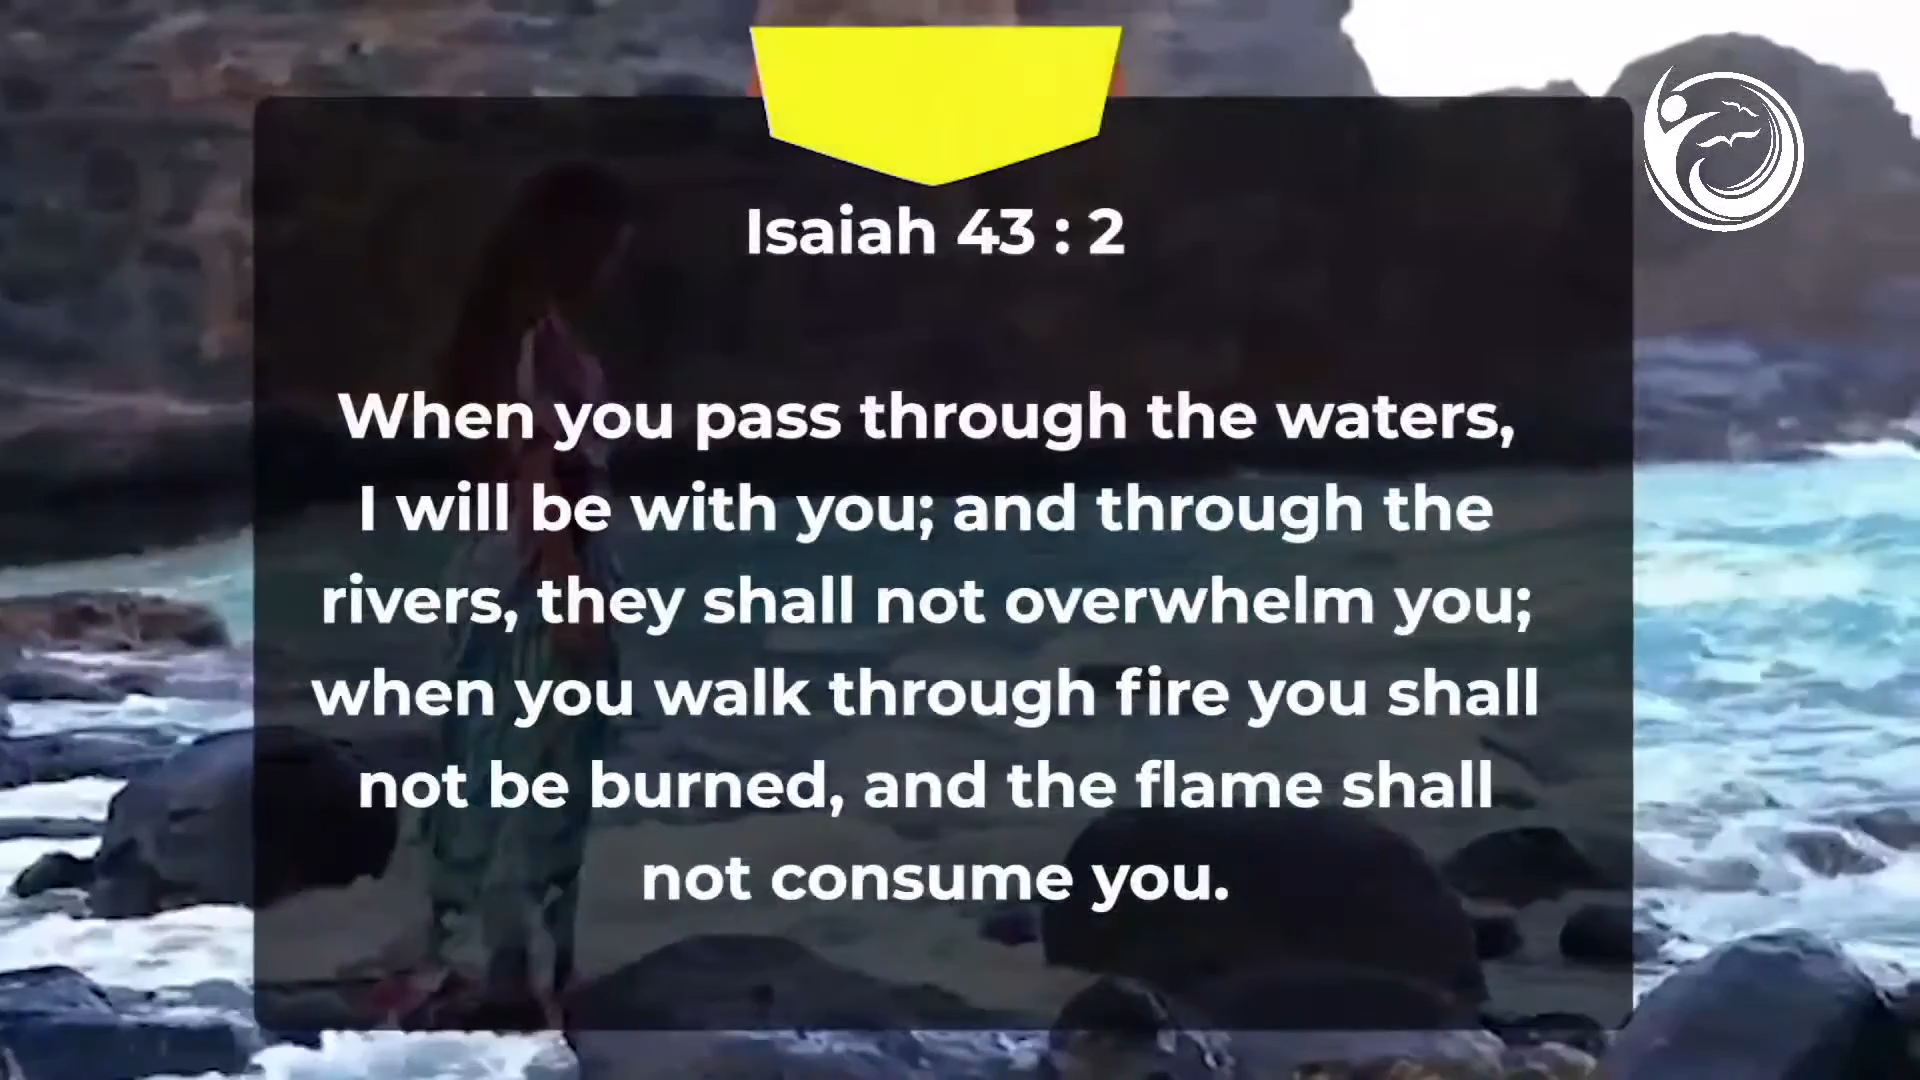 Isaiah 43 : 2
When you pass through the waters,
I will be with you; and through the
rivers, they shall not overwhelm you;
when you walk through fire you shall
not be burned, and the flame shall
not consume you.